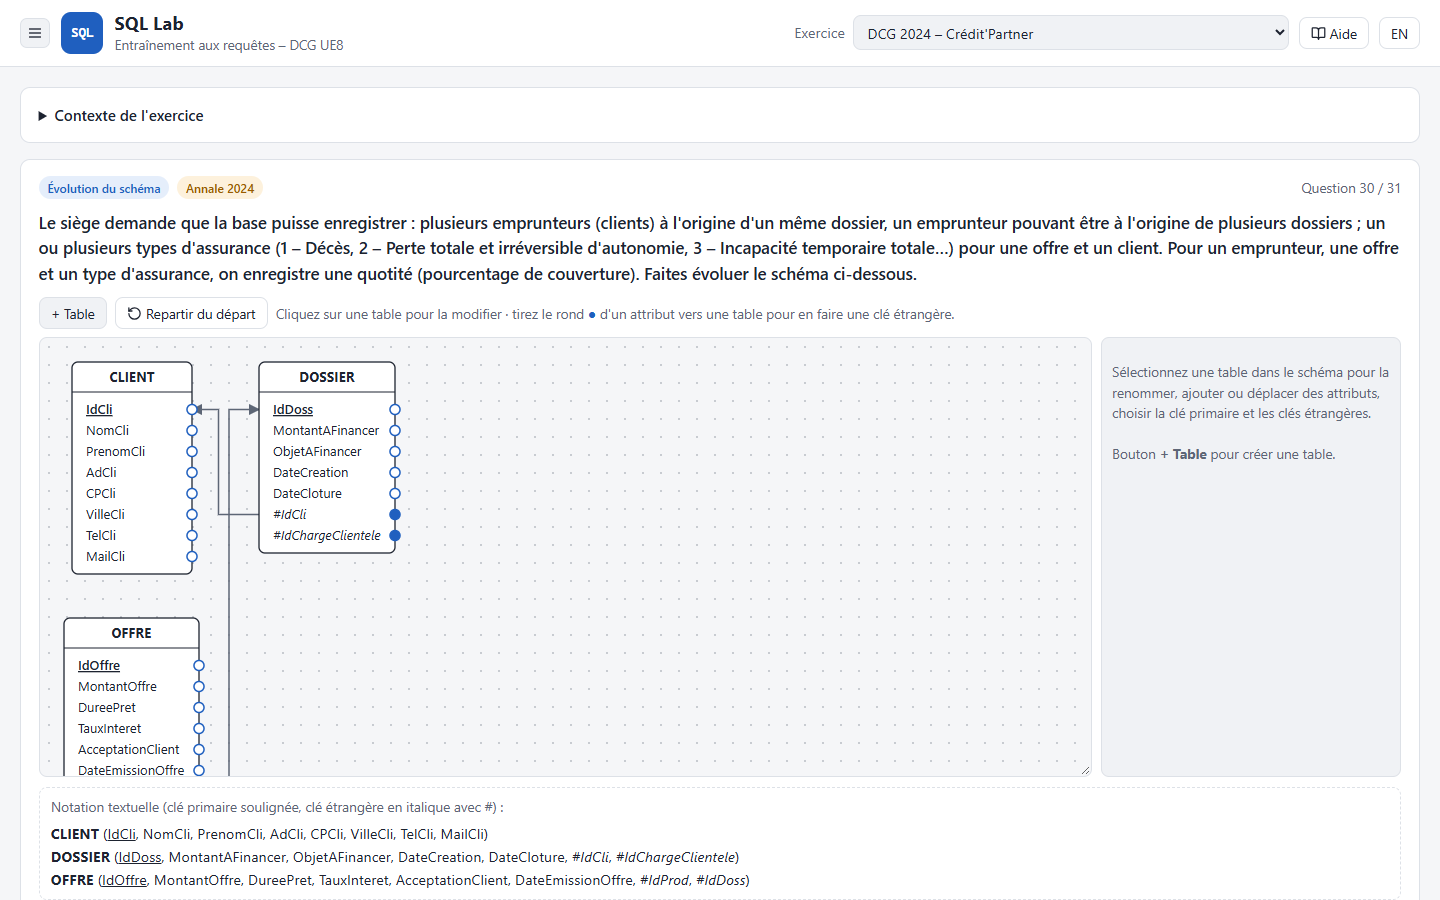 SQL
SQL Lab
Entraînement aux requêtes – DCG UE8
Exercice
DCG 2024 – Crédit'Partner
Aide
EN
Contexte de l'exercice
Évolution du schéma
Annale 2024
Question 30 / 31
Le siège demande que la base puisse enregistrer : plusieurs emprunteurs (clients) à l'origine d'un même dossier, un emprunteur pouvant être à l'origine de plusieurs dossiers ; un
ou plusieurs types d'assurance (1 – Décès, 2 – Perte totale et irréversible d'autonomie, 3 – Incapacité temporaire totale…) pour une offre et un client. Pour un emprunteur, une offre
et un type d'assurance, on enregistre une quotité (pourcentage de couverture). Faites évoluer le schéma ci-dessous.
+ Table
Repartir du départ
Cliquez sur une table pour la modifier · tirez le rond ● d'un attribut vers une table pour en faire une clé étrangère.
CLIENT
IdCli
NomCli
PrenomCli
AdCli
CPCli
VilleCli
TelCli
MailCli
DOSSIER
IdDoss
MontantAFinancer
ObjetAFinancer
DateCreation
DateCloture
#IdCli
#IdChargeClientele
OFFRE
IdOffre
MontantOffre
DureePret
TauxInteret
AcceptationClient
DateEmissionOffre
Sélectionnez une table dans le schéma pour la
renommer, ajouter ou déplacer des attributs,
choisir la clé primaire et les clés étrangères.
Bouton + Table pour créer une table.
Notation textuelle (clé primaire soulignée, clé étrangère en italique avec #) :
CLIENT (IdCli, NomCli, PrenomCli, AdCli, CPCli, VilleCli, TelCli, MailCli)
DOSSIER (IdDoss, MontantAFinancer, ObjetAFinancer, DateCreation, DateCloture, #IdCli, #IdChargeClientele)
OFFRE (IdOffre, MontantOffre, DureePret, TauxInteret, AcceptationClient, DateEmissionOffre, #IdProd, #IdDoss)